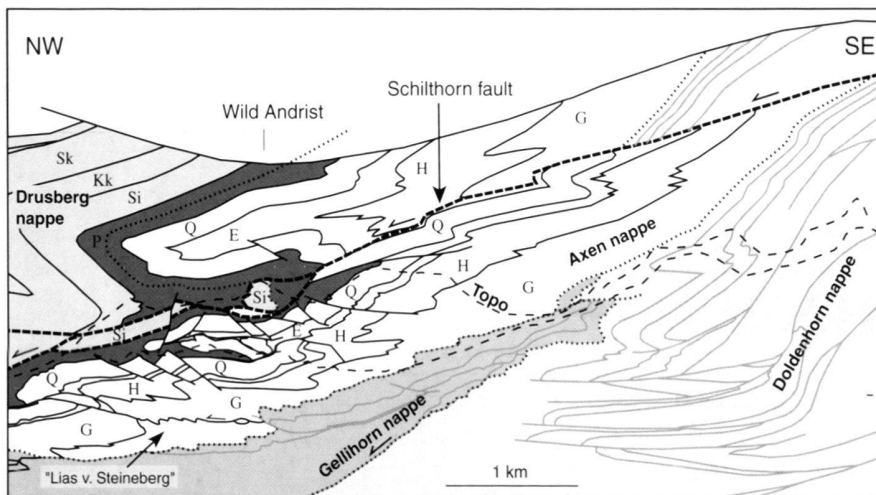 NW
SE
Schilthorn fault
Wild Andrist
G
Sk
H
Kk
Si
Drusberg
nappe
Q
Q
P
E
Axen nappe
H
Si
Q
Topo
G
Si
E
H
Doldenhorn nappe
Q
Q
H
G
G
Gellihorn nappe
"Lias v. Steineberg"
1 km